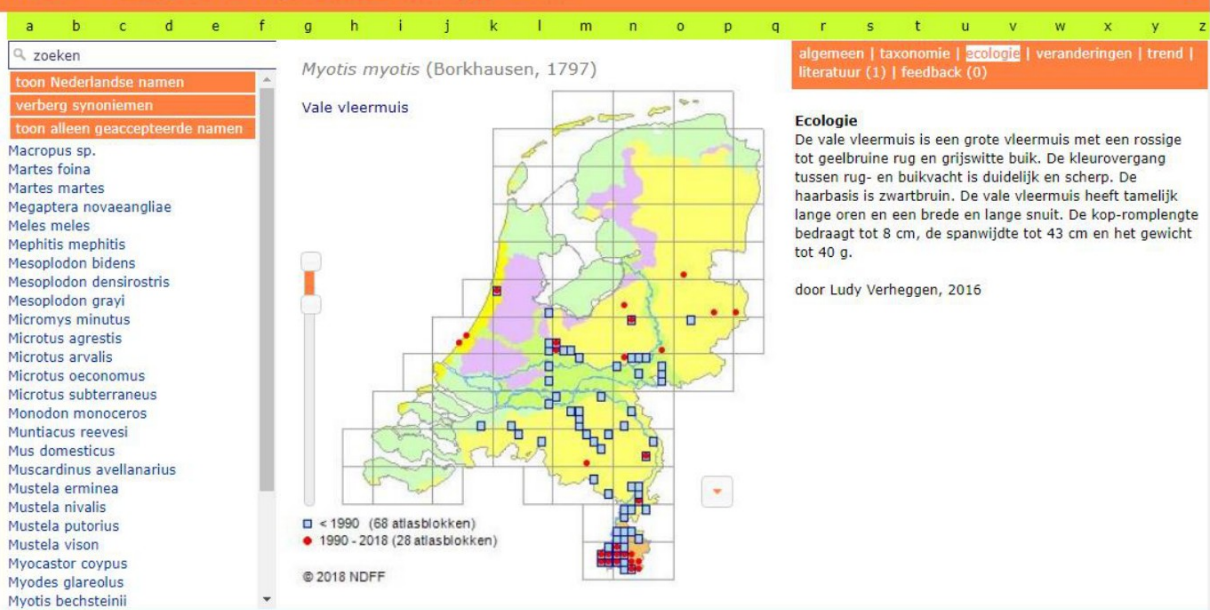 a b c d e f g h i j k l m n o p q r s t u v w x y z
zoeken
toon Nederlandse namen
verberg synoniemen
toon alleen geaccepteerde namen
Macropus sp.
Martes foina
Martes martes
Megaptera novaeangliae
Meles meles
Mephitis mephitis
Mesoplodon bidens
Mesoplodon densirostris
Mesoplodon grayi
Micromys minutus
Microtus agrestis
Microtus arvalis
Microtus oeconomus
Microtus subterraneus
Monodon monoceros
Muntiacus reevesi
Mus domesticus
Muscardinus avellanarius
Mustela erminea
Mustela nivalis
Mustela putorius
Mustela vison
Myocastor coypus
Myodes glareolus
Myotis bechsteinii
Myotis myotis (Borkhausen, 1797)
Vale vleermuis
< 1990 (68 atlasblokken)
1990 - 2018 (28 atlasblokken)
© 2018 NDFF
algemeen | taxonomie | ecologie | veranderingen | trend |
literatuur (1) | feedback (0)
Ecologie
De vale vleermuis is een grote vleermuis met een rossige
tot geelbruine rug en grijswitte buik. De kleurovergang
tussen rug- en buikvacht is duidelijk en scherp. De
haarbasis is zwartbruin. De vale vleermuis heeft tamelijk
lange oren en een brede en lange snuit. De kop-romplengte
bedraagt tot 8 cm, de spanwijdte tot 43 cm en het gewicht
tot 40 g.
door Ludy Verheggen, 2016